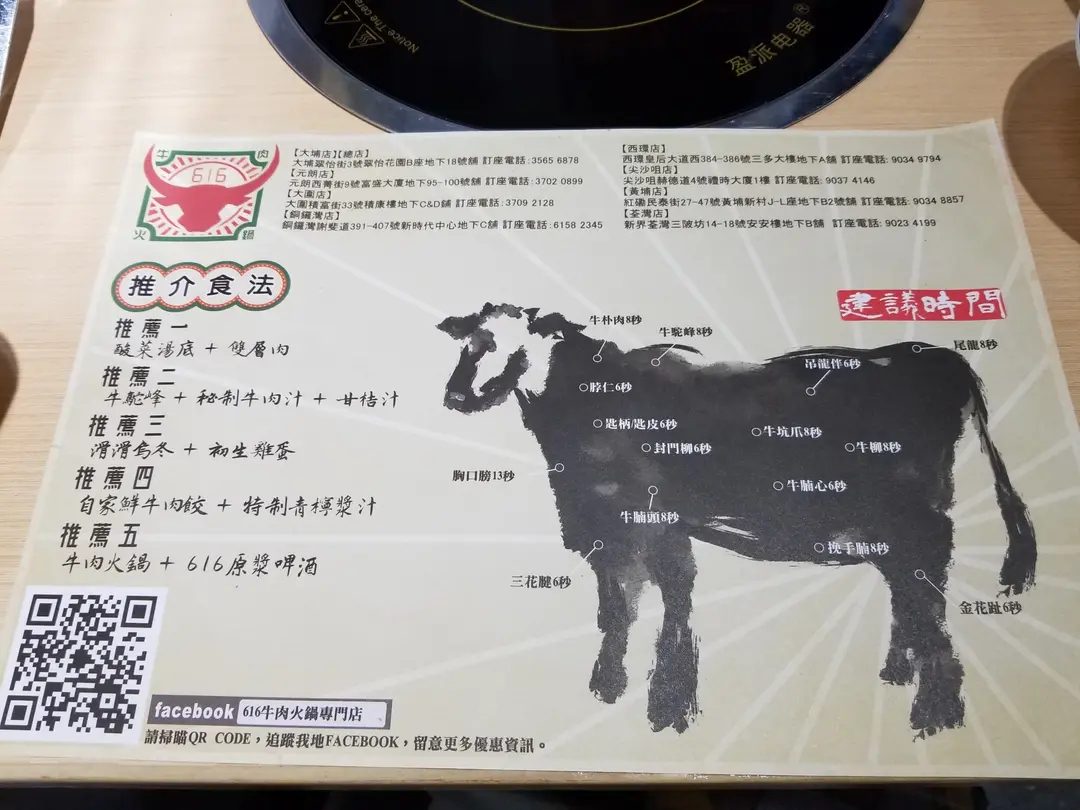 Notice The cera
盈派电器®
牛 肉
616
火 鍋
【大埔店】【總店】
大埔翠怡街3號翠怡花園B座地下18號舖 訂座電話:3565 6878
【元朗店】
元朗西菁街9號富盛大廈地下95-100號舖 訂座電話:3702 0899
【大圍店】
大圍積富街33號積康樓地下C&D舖 訂座電話:3709 2128
【銅鑼灣店】
銅鑼灣謝斐道391-407號新時代中心地下C舖 訂座電話:6158 2345
【西環店】
西環皇后大道西384-386號三多大樓地下A舖 訂座電話:9034 9794
【尖沙咀店】
尖沙咀赫德道4號禮時大廈1樓 訂座電話:9037 4146
【黃埔店】
紅磡民泰街27-47號黃埔新村J-L座地下B2號舖 訂座電話:9034 8857
【荃灣店】
新界荃灣三陂坊14-18號安安樓地下B舖 訂座電話:9023 4199
推介食法
推薦一
酸菜湯底 + 雙層肉
推薦二
牛駝峰 + 秘制牛肉汁 + 甘桔汁
推薦三
滑滑烏冬 + 初生雞蛋
推薦四
自家鮮牛肉餃 + 特制青檸漿汁
推薦五
牛肉火鍋 + 616原漿啤酒
建議時間
牛朴肉8秒
牛駝峰8秒
尾龍8秒
吊龍伴6秒
脖仁6秒
匙柄/匙皮6秒
牛坑爪8秒
封門柳6秒
牛柳8秒
胸口膀13秒
牛腩心6秒
牛腩頭8秒
挽手腩8秒
三花腱6秒
金花趾6秒
facebook 616牛肉火鍋專門店
請掃瞄QR CODE，追蹤我地FACEBOOK，留意更多優惠資訊。